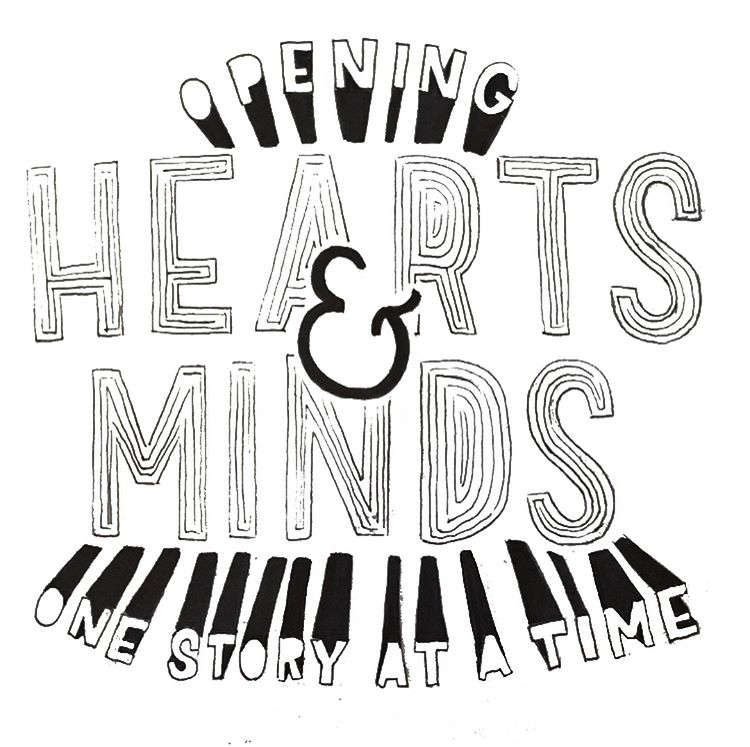 OPENING
HEARTS
&
MINDS
ONE STORY AT A TIME